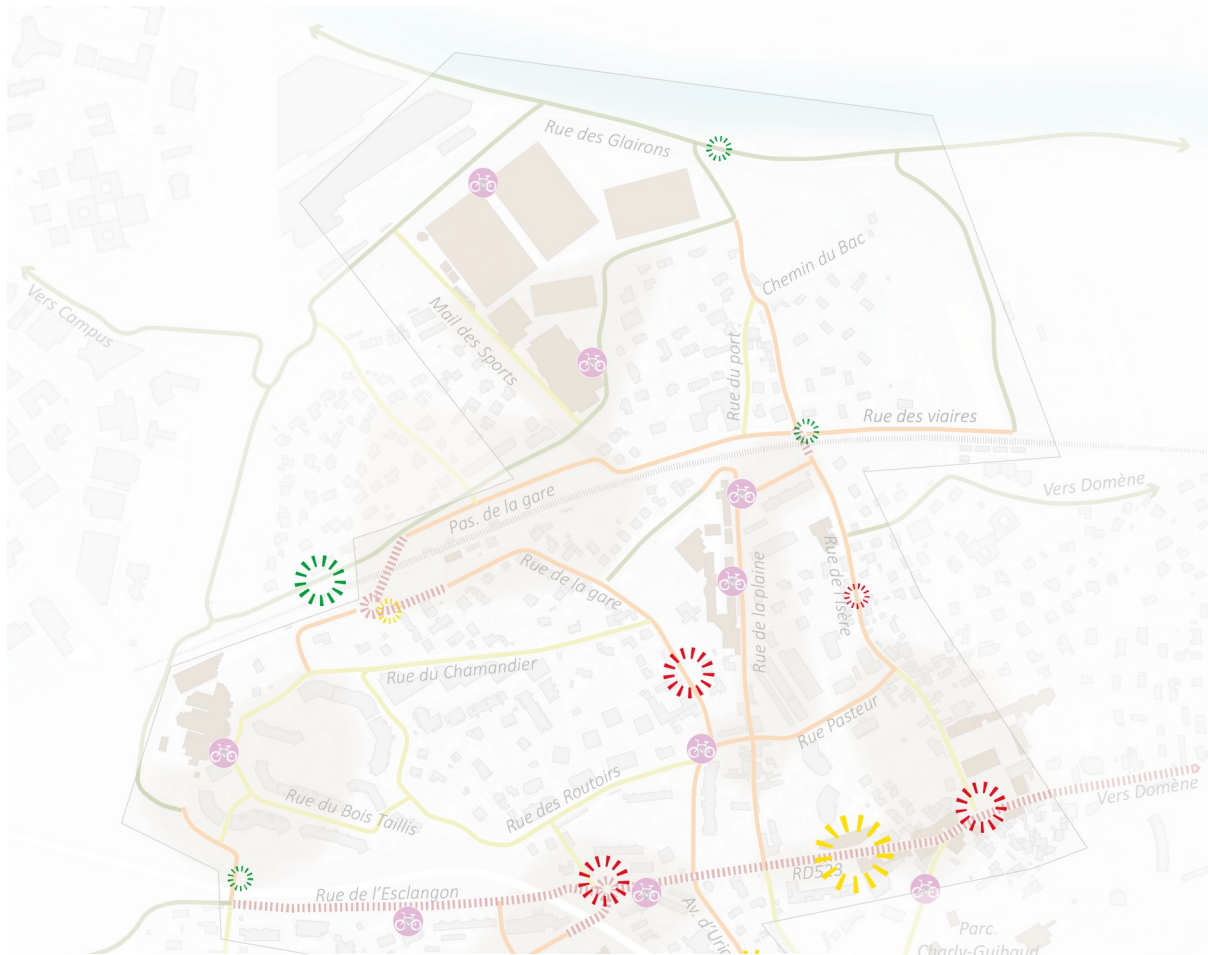 Rue des Glairons
Chemin du Bac
Vers Campus
Mail des Sports
Rue du port
Rue des viaires
Pas. de la gare
Vers Domène
Rue de la gare
Rue de la plaine
Rue de l'Isère
Rue du Chamandier
Rue Pasteur
Rue des Routoirs
Rue du Bois Taillis
Vers Domène
RD523
Rue de l'Esclangon
Av. d'Uria
Parc.
Charly-Guibaud